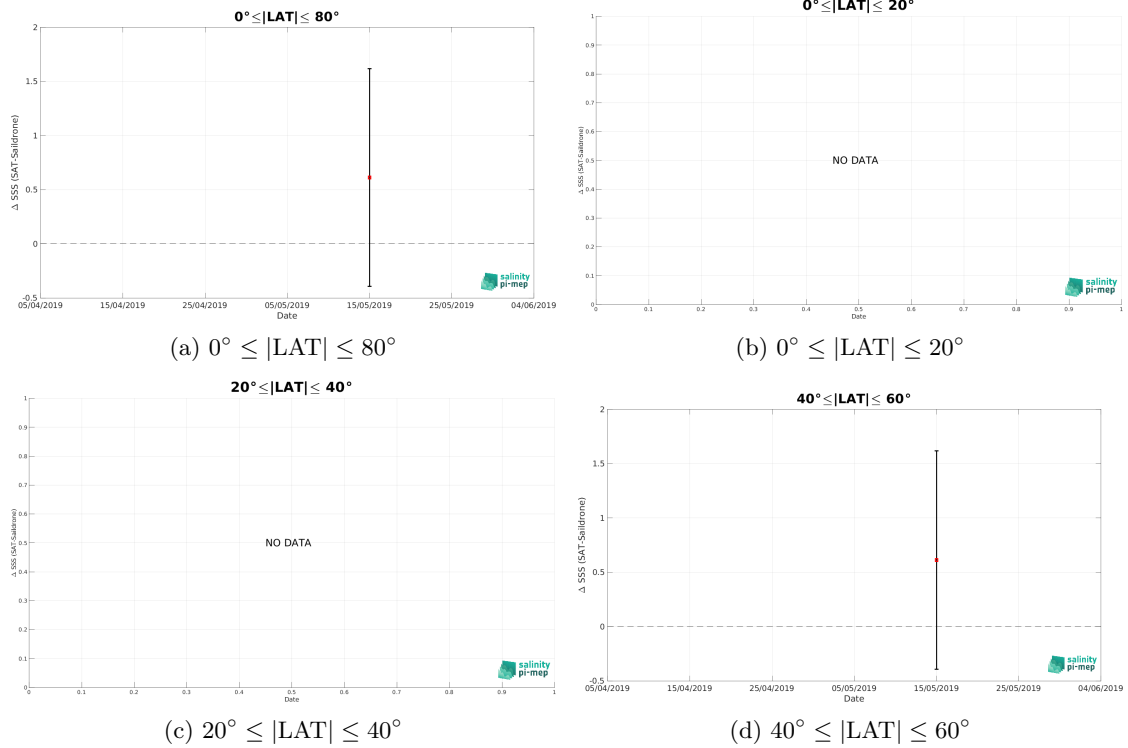 0°≤|LAT|≤ 80°
2
1.5
1
0.5
0
-0.5
Δ SSS (SAT-Saildrone)
05/04/2019 15/04/2019 25/04/2019 05/05/2019 15/05/2019 25/05/2019 04/06/2019
Date
salinity
pi-mep
(a) 0° ≤ |LAT| ≤ 80°
0°≤|LAT|≤ 20°
1
0.9
0.8
0.7
0.6
0.5
0.4
0.3
0.2
0.1
0
Δ SSS (SAT-Saildrone)
NO DATA
0 0.1 0.2 0.3 0.4 0.5 0.6 0.7 0.8 0.9 1
Date
salinity
pi-mep
(b) 0° ≤ |LAT| ≤ 20°
20°≤|LAT|≤ 40°
1
0.9
0.8
0.7
0.6
0.5
0.4
0.3
0.2
0.1
0
Δ SSS (SAT-Saildrone)
NO DATA
0 0.1 0.2 0.3 0.4 0.5 0.6 0.7 0.8 0.9 1
Date
salinity
pi-mep
(c) 20° ≤ |LAT| ≤ 40°
40°≤|LAT|≤ 60°
2
1.5
1
0.5
0
-0.5
Δ SSS (SAT-Saildrone)
05/04/2019 15/04/2019 25/04/2019 05/05/2019 15/05/2019 25/05/2019 04/06/2019
Date
salinity
pi-mep
(d) 40° ≤ |LAT| ≤ 60°